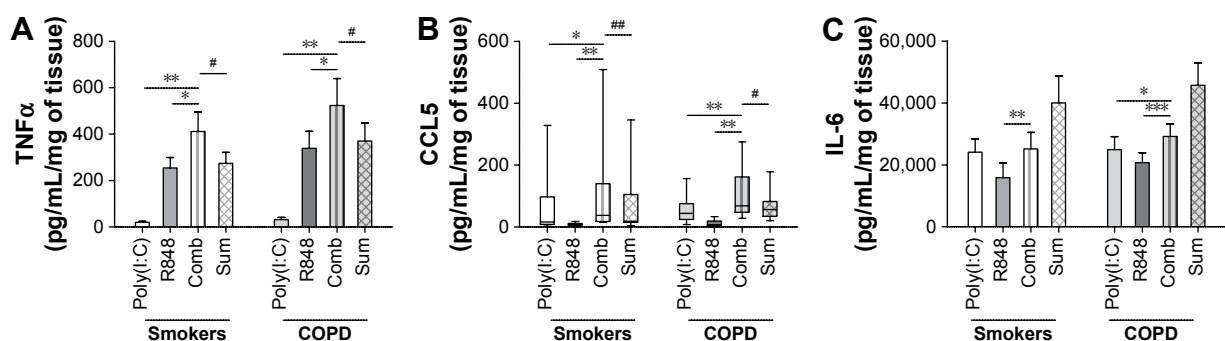 A
TNFα
(pg/mL/mg of tissue)
800
600
400
200
0
**
*
#
**
*
#
Poly(I:C)
R848
Comb
Sum
Poly(I:C)
R848
Comb
Sum
Smokers
COPD
B
CCL5
(pg/mL/mg of tissue)
600
400
200
0
*
**
##
**
**
#
Poly(I:C)
R848
Comb
Sum
Poly(I:C)
R848
Comb
Sum
Smokers
COPD
C
IL-6
(pg/mL/mg of tissue)
60,000
40,000
20,000
0
**
*
***
Poly(I:C)
R848
Comb
Sum
Poly(I:C)
R848
Comb
Sum
Smokers
COPD